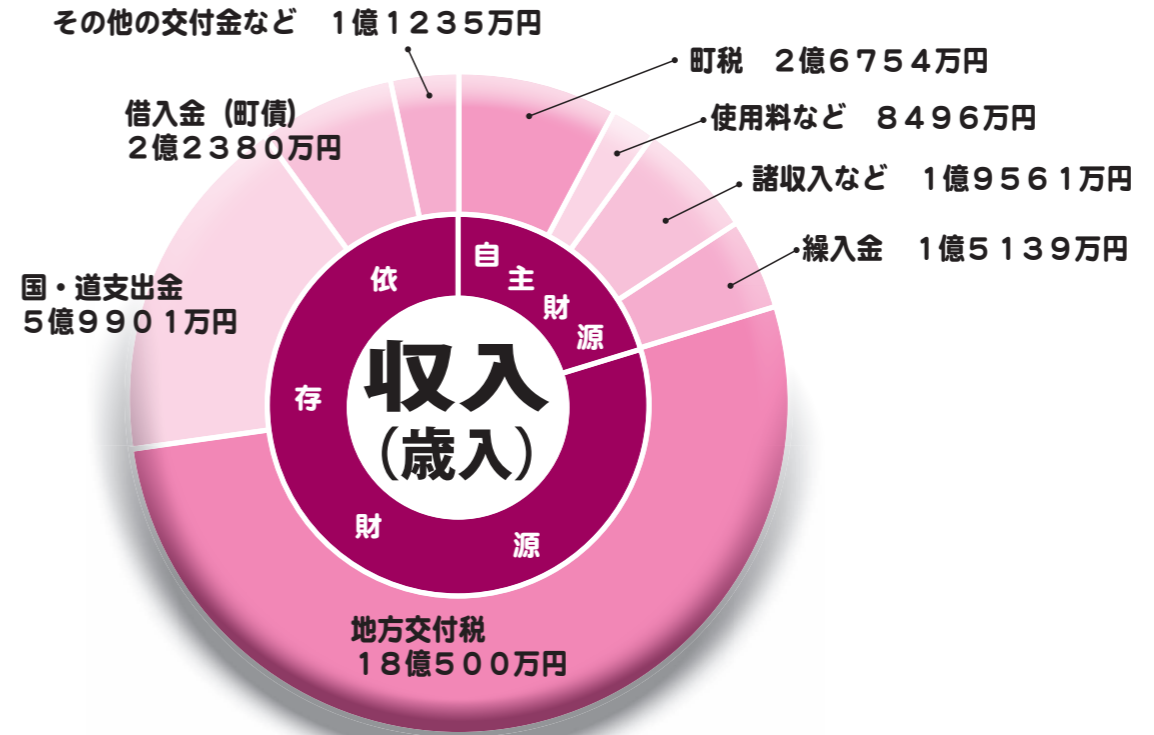 その他の交付金など　1億1235万円
町税　2億6754万円
借入金（町債）
2億2380万円
使用料など　8496万円
諸収入など　1億9561万円
繰入金　1億5139万円
国・道支出金
5億9901万円
自主財源
依存財源
収入
（歳入）
地方交付税
18億500万円